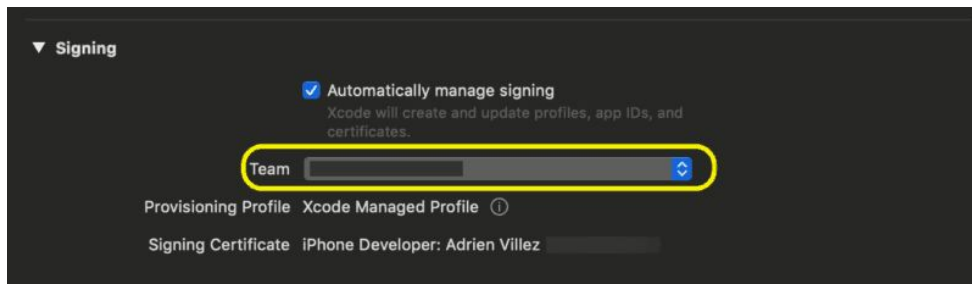 Signing
Automatically manage signing
Xcode will create and update profiles, app IDs, and
certificates.
Team
Provisioning Profile Xcode Managed Profile
Signing Certificate iPhone Developer: Adrien Villez